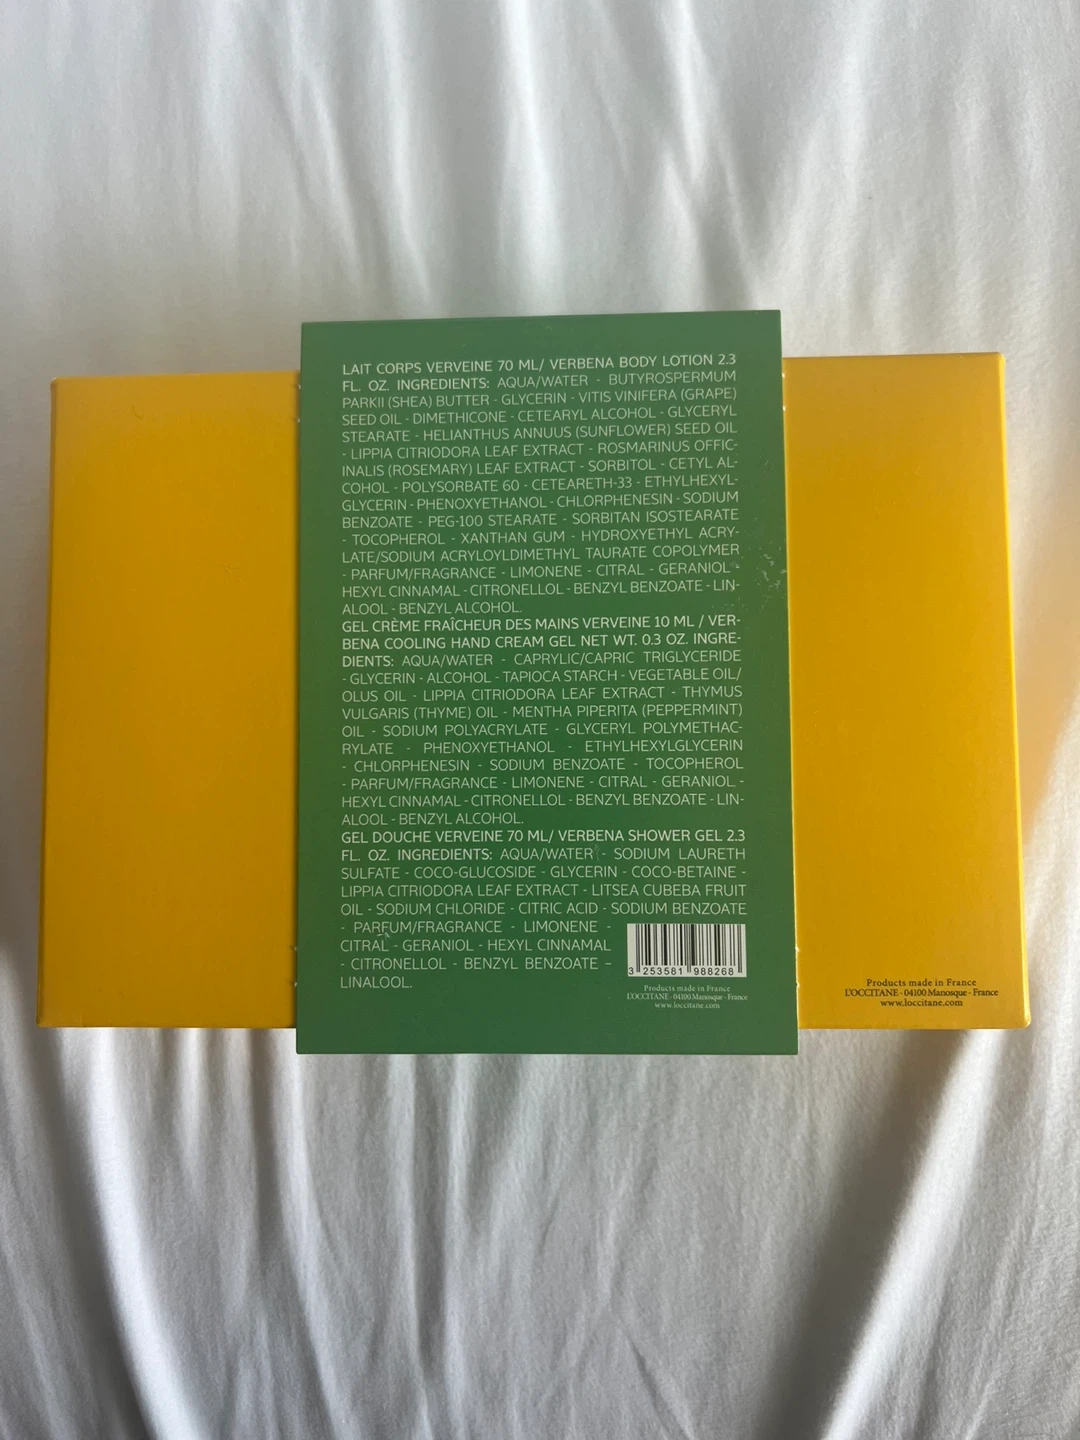 LAIT CORPS VERVEINE 70 ML/ VERBENA BODY LOTION 2.3
FL. OZ. INGREDIENTS: AQUA/WATER - BUTYROSPERMUM
PARKII (SHEA) BUTTER - GLYCERIN - VITIS VINIFERA (GRAPE)
SEED OIL - DIMETHICONE - CETEARYL ALCOHOL - GLYCERYL
STEARATE - HELIANTHUS ANNUUS (SUNFLOWER) SEED OIL
- LIPPIA CITRIODORA LEAF EXTRACT - ROSMARINUS OFFIC-
INALIS (ROSEMARY) LEAF EXTRACT - SORBITOL - CETYL AL-
COHOL - POLYSORBATE 60 - CETEARETH-33 - ETHYLHEXYL-
GLYCERIN - PHENOXYETHANOL - CHLORPHENESIN - SODIUM
BENZOATE - PEG-100 STEARATE - SORBITAN ISOSTEARATE
- TOCOPHEROL - XANTHAN GUM - HYDROXYETHYL ACRY-
LATE/SODIUM ACRYLOYLDIMETHYL TAURATE COPOLYMER
- PARFUM/FRAGRANCE - LIMONENE - CITRAL - GERANIOL -
HEXYL CINNAMAL - CITRONELLOL - BENZYL BENZOATE - LIN-
ALOOL - BENZYL ALCOHOL.
GEL CRÈME FRAÎCHEUR DES MAINS VERVEINE 10 ML / VER-
BENA COOLING HAND CREAM GEL NET WT. 0.3 OZ. INGRE-
DIENTS: AQUA/WATER - CAPRYLIC/CAPRIC TRIGLYCERIDE
- GLYCERIN - ALCOHOL - TAPIOCA STARCH - VEGETABLE OIL/
OLUS OIL - LIPPIA CITRIODORA LEAF EXTRACT - THYMUS
VULGARIS (THYME) OIL - MENTHA PIPERITA (PEPPERMINT)
OIL - SODIUM POLYACRYLATE - GLYCERYL POLYMETHAC-
RYLATE - PHENOXYETHANOL - ETHYLHEXYLGLYCERIN
- CHLORPHENESIN - SODIUM BENZOATE - TOCOPHEROL
- PARFUM/FRAGRANCE - LIMONENE - CITRAL - GERANIOL -
HEXYL CINNAMAL - CITRONELLOL - BENZYL BENZOATE - LIN-
ALOOL - BENZYL ALCOHOL.
GEL DOUCHE VERVEINE 70 ML/ VERBENA SHOWER GEL 2.3
FL. OZ. INGREDIENTS: AQUA/WATER - SODIUM LAURETH
SULFATE - COCO-GLUCOSIDE - GLYCERIN - COCO-BETAINE -
LIPPIA CITRIODORA LEAF EXTRACT - LITSEA CUBEBA FRUIT
OIL - SODIUM CHLORIDE - CITRIC ACID - SODIUM BENZOATE
- PARFUM/FRAGRANCE - LIMONENE -
CITRAL - GERANIOL - HEXYL CINNAMAL
- CITRONELLOL - BENZYL BENZOATE –
LINALOOL.
3 253581 988268
Products made in France
L'OCCITANE - 04100 Manosque - France
www.loccitane.com
Products made in France
L'OCCITANE - 04100 Manosque - France
www.loccitane.com